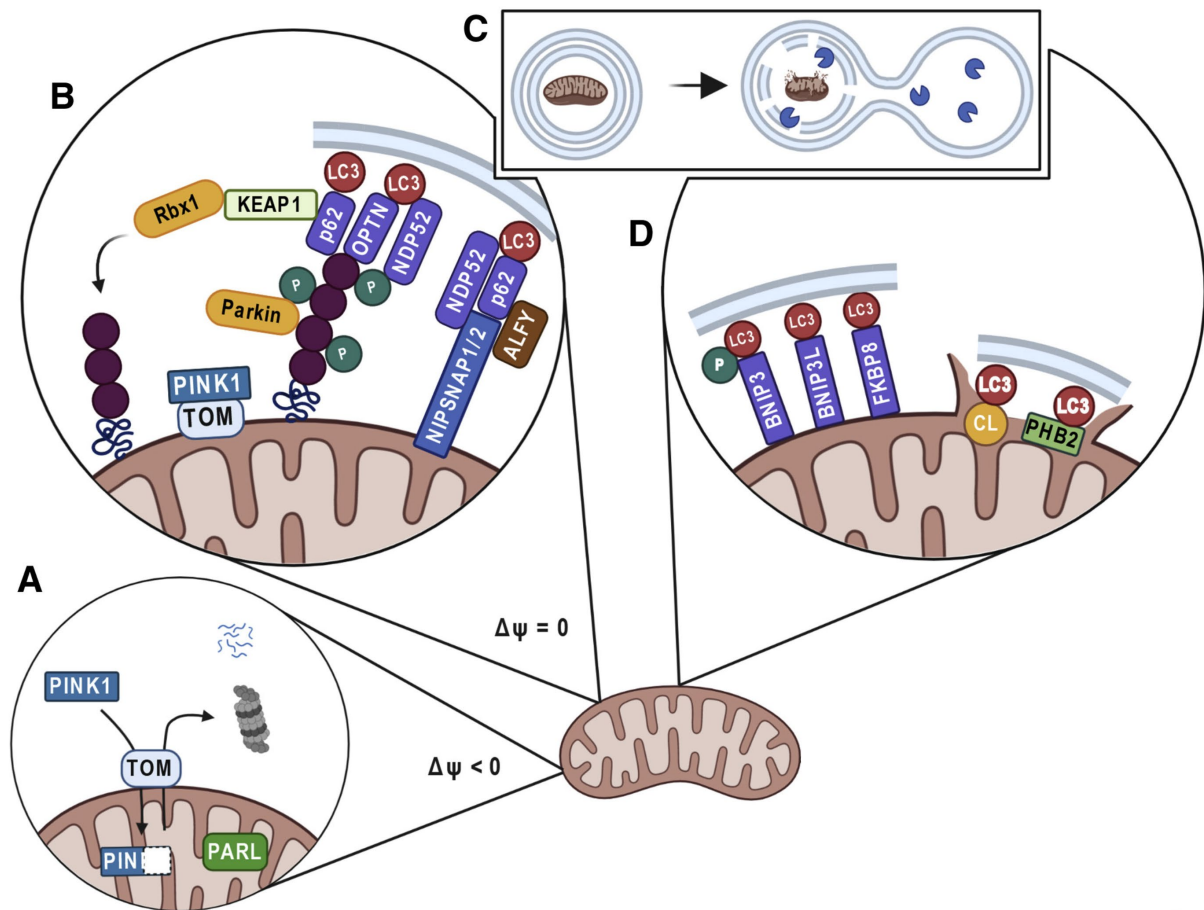 C
B
LC3
LC3
Rbx1
KEAP1
p62
OPTN
NDP52
LC3
NDP52
p62
P
P
Parkin
ALFY
P
PINK1
TOM
NIPSNAP1/2
D
LC3
LC3
LC3
P
BNIP3
BNIP3L
FKBP8
LC3
LC3
CL
PHB2
A
Δψ = 0
PINK1
TOM
Δψ < 0
PIN
PARL